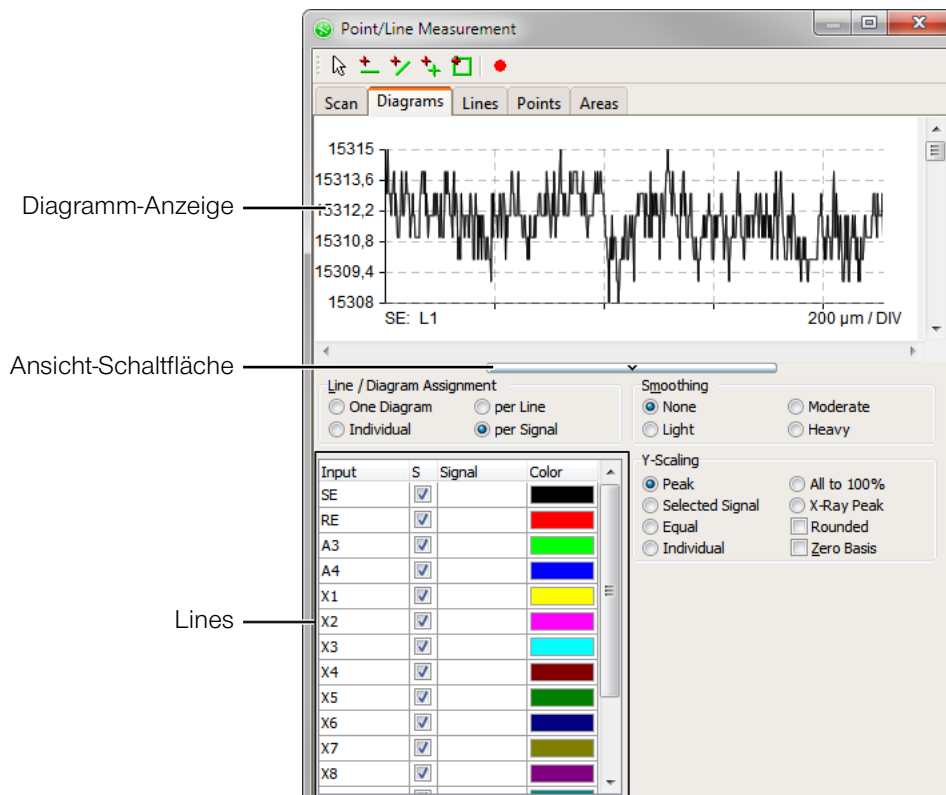 Point/Line Measurement
Scan Diagrams Lines Points Areas
15315
15313,6
Diagramm-Anzeige
15312,2
15310,8
15309,4
15308
SE: L1 200 µm / DIV
Ansicht-Schaltfläche
Line / Diagram Assignment
One Diagram per Line
Individual per Signal
Smoothing
None Moderate
Light Heavy
Y-Scaling
Peak All to 100%
Selected Signal X-Ray Peak
Equal Rounded
Individual Zero Basis
Lines
Input S Signal Color
SE
RE
A3
A4
X1
X2
X3
X4
X5
X6
X7
X8